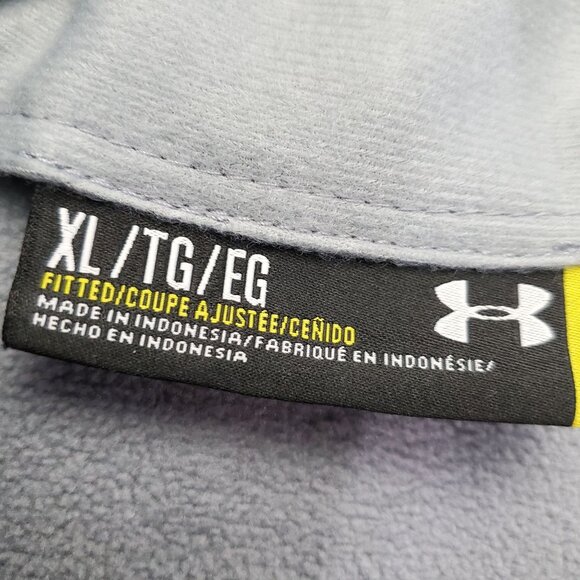 XL/TG/EG
FITTED/COUPE AJUSTÉE/CEÑIDO
MADE IN INDONESIA/FABRIQUÉ EN INDONÉSIE/
HECHO EN INDONESIA